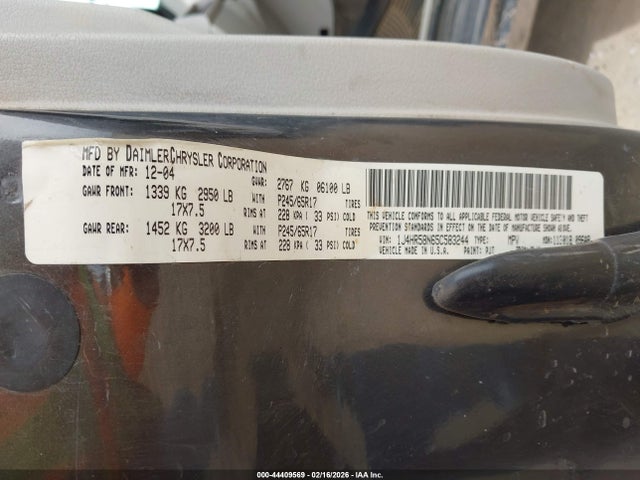 MFD BY DAIMLERCHRYSLER CORPORATION
DATE OF MFR: 12-04 GVWR: 2767 KG 06100 LB
GAWR FRONT: 1339 KG 2950 LB WITH P245/65R17 TIRES
17X7.5 RIMS AT 228 KPA ( 33 PSI) COLD
GAWR REAR: 1452 KG 3200 LB WITH P245/65R17 TIRES
17X7.5 RIMS AT 228 KPA ( 33 PSI) COLD
THIS VEHICLE CONFORMS TO ALL APPLICABLE FEDERAL MOTOR VEHICLE SAFETY AND THEFT
PREVENTION STANDARDS IN EFFECT ON THE DATE OF MANUFACTURE SHOWN ABOVE.
VIN: 1J4HR58N65C583244 TYPE: MPV
VEHICLE MADE IN U.S.A. PAINT: PJT
000-44409569 - 02/16/2026 - IAA Inc.